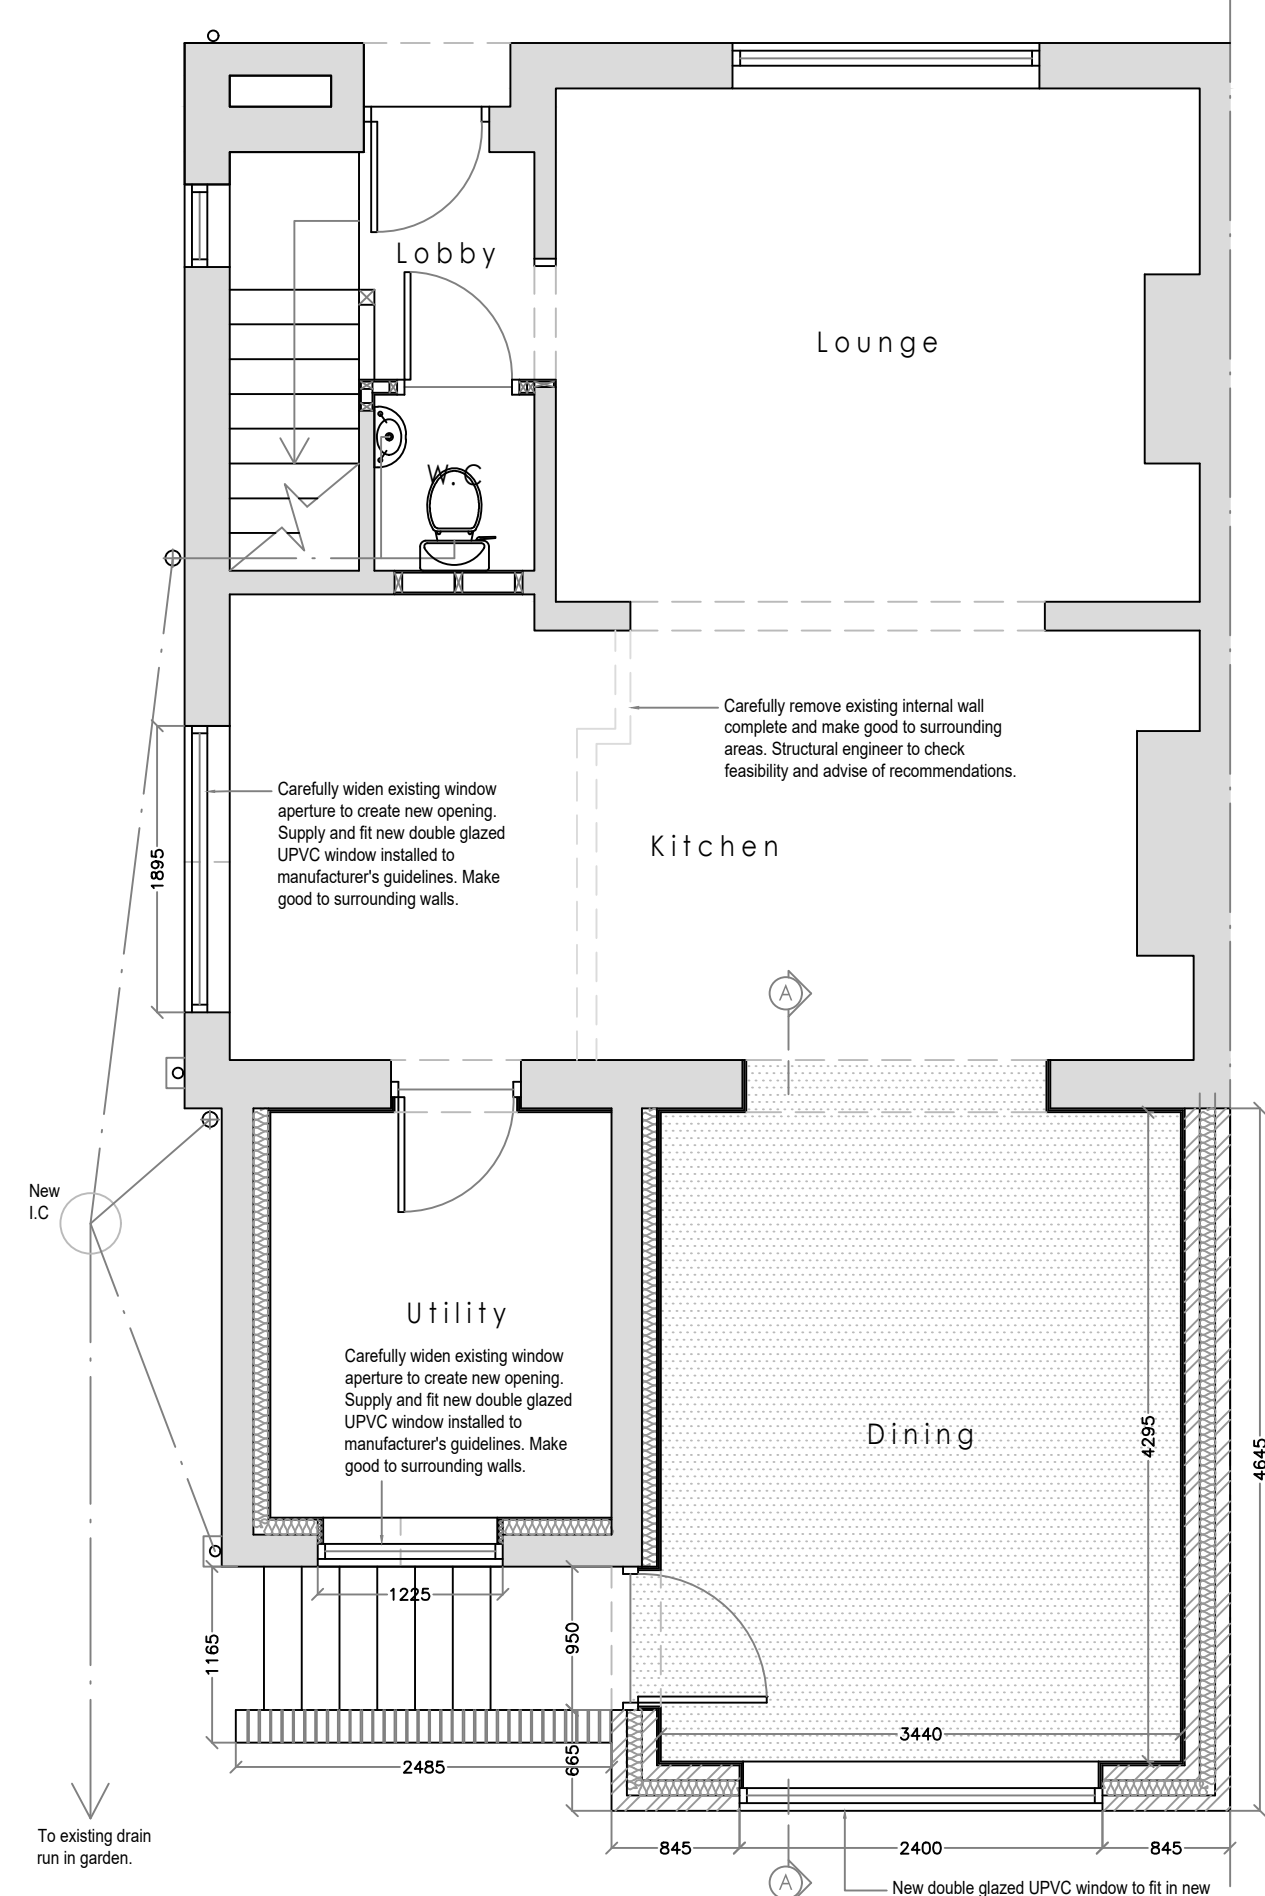 Lobby
Lounge
W.C
Carefully remove existing internal wall
complete and make good to surrounding
areas. Structural engineer to check
feasibility and advise of recommendations.
Carefully widen existing window
aperture to create new opening.
Supply and fit new double glazed
UPVC window installed to
manufacturer's guidelines. Make
good to surrounding walls.
Kitchen
1895
A
New
I.C
Utility
Carefully widen existing window
aperture to create new opening.
Supply and fit new double glazed
UPVC window installed to
manufacturer's guidelines. Make
good to surrounding walls.
Dining
4295
4645
1225
950
1165
3440
665
2485
To existing drain
run in garden.
845
2400
845
A
New double glazed UPVC window to fit in new